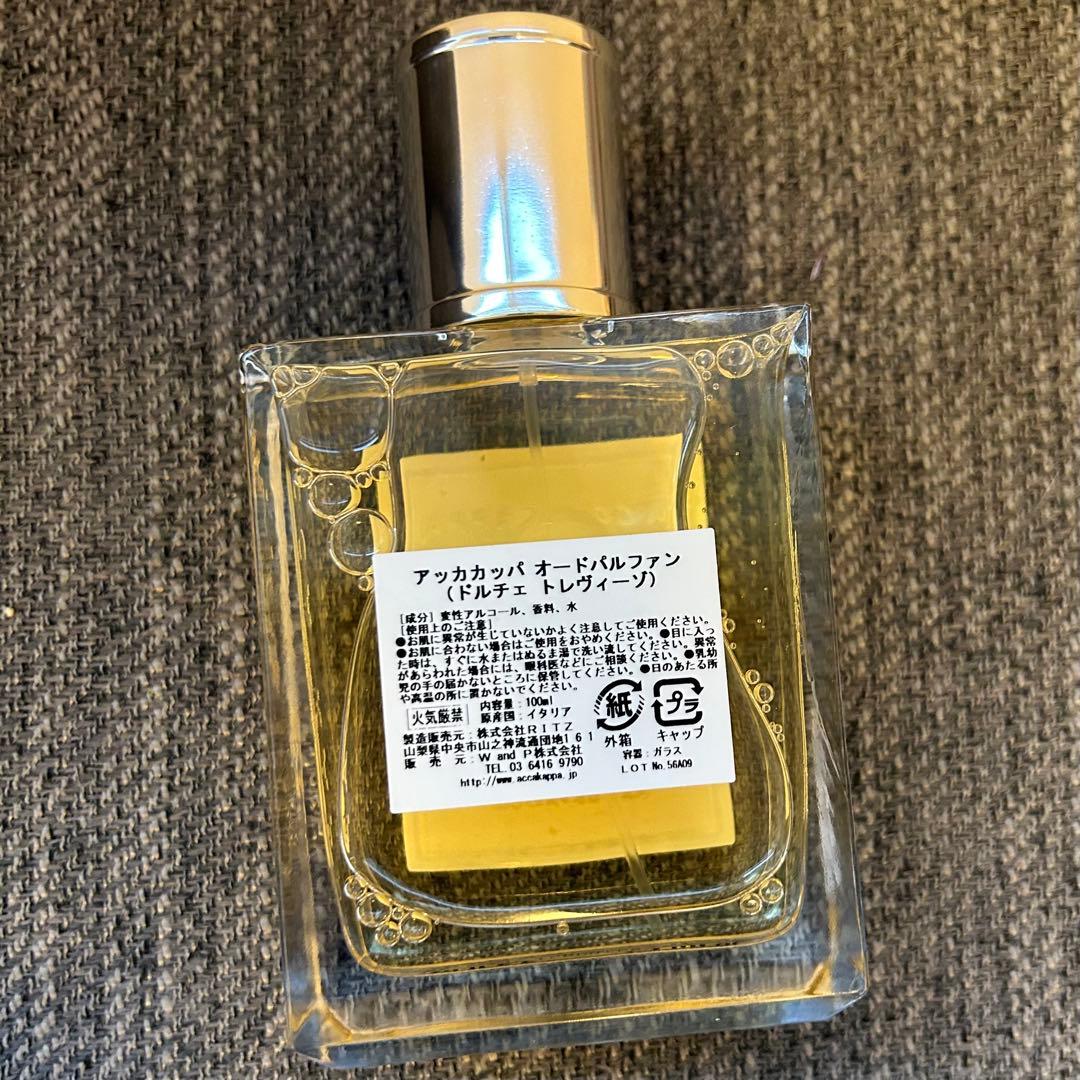 アッカカッパ オードパルファン
(ドルチェ トレヴィーゾ)
[成分] 変性アルコール、香料、水
[使用上のご注意]
●お肌に異常が生じていないかよく注意してご使用ください。
●お肌に合わない場合はご使用をおやめください。●目に入っ
た時は、すぐに水またはぬるま湯で洗い流してください。異常
があらわれた場合には、眼科医などにご相談ください。●乳幼
児の手の届かないところに保管してください。●日のあたる所
や高温の所に置かないでください。
火気厳禁
内容量：100ml
原産国：イタリア
製造販売元：株式会社RITZ
山梨県中央市山之神流通団地161
販 売 元：W and P株式会社
TEL.03 6416 9790
http://www.accakappa.jp
紙
外箱
プラ
キャップ
容器：ガラス
LOT No.56A09